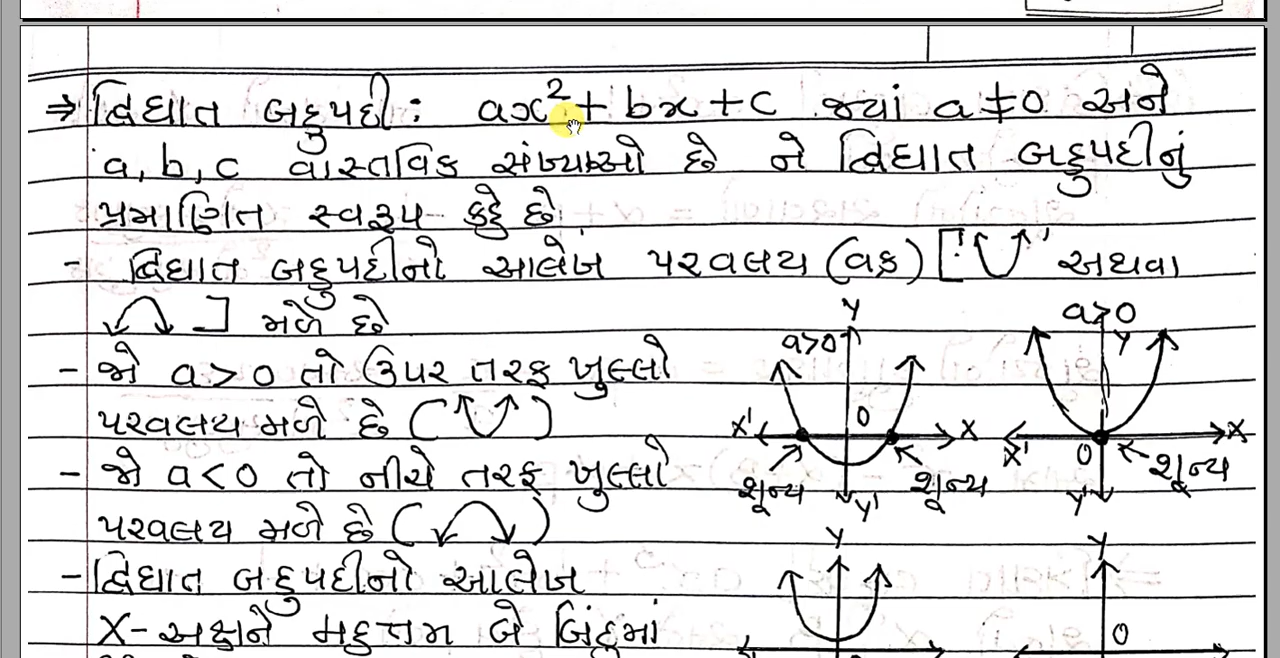 ⇒ દ્વિઘાત બહુપદી: ax² + bx + c જ્યાં a ≠ 0 અને
a, b, c વાસ્તવિક સંખ્યાઓ છે ને દ્વિઘાત બહુપદીનું
પ્રમાણિત સ્વરૂપ કહે છે.
- દ્વિઘાત બહુપદીનો આલેખ પરવલય (વક્ર) [ અથવા
] મળે છે
- જો a > 0 તો ઉપર તરફ ખુલ્લો
પરવલય મળે છે ( )
- જો a < 0 તો નીચે તરફ ખુલ્લો
પરવલય મળે છે ( )
- દ્વિઘાત બહુપદીનો આલેખ
X-અક્ષને મહત્તમ બે બિંદુમાં
Y
a>0
X' O X
શૂન્ય શૂન્ય
Y'
a>0
Y
X' O X
શૂન્ય
Y'
Y
Y
O